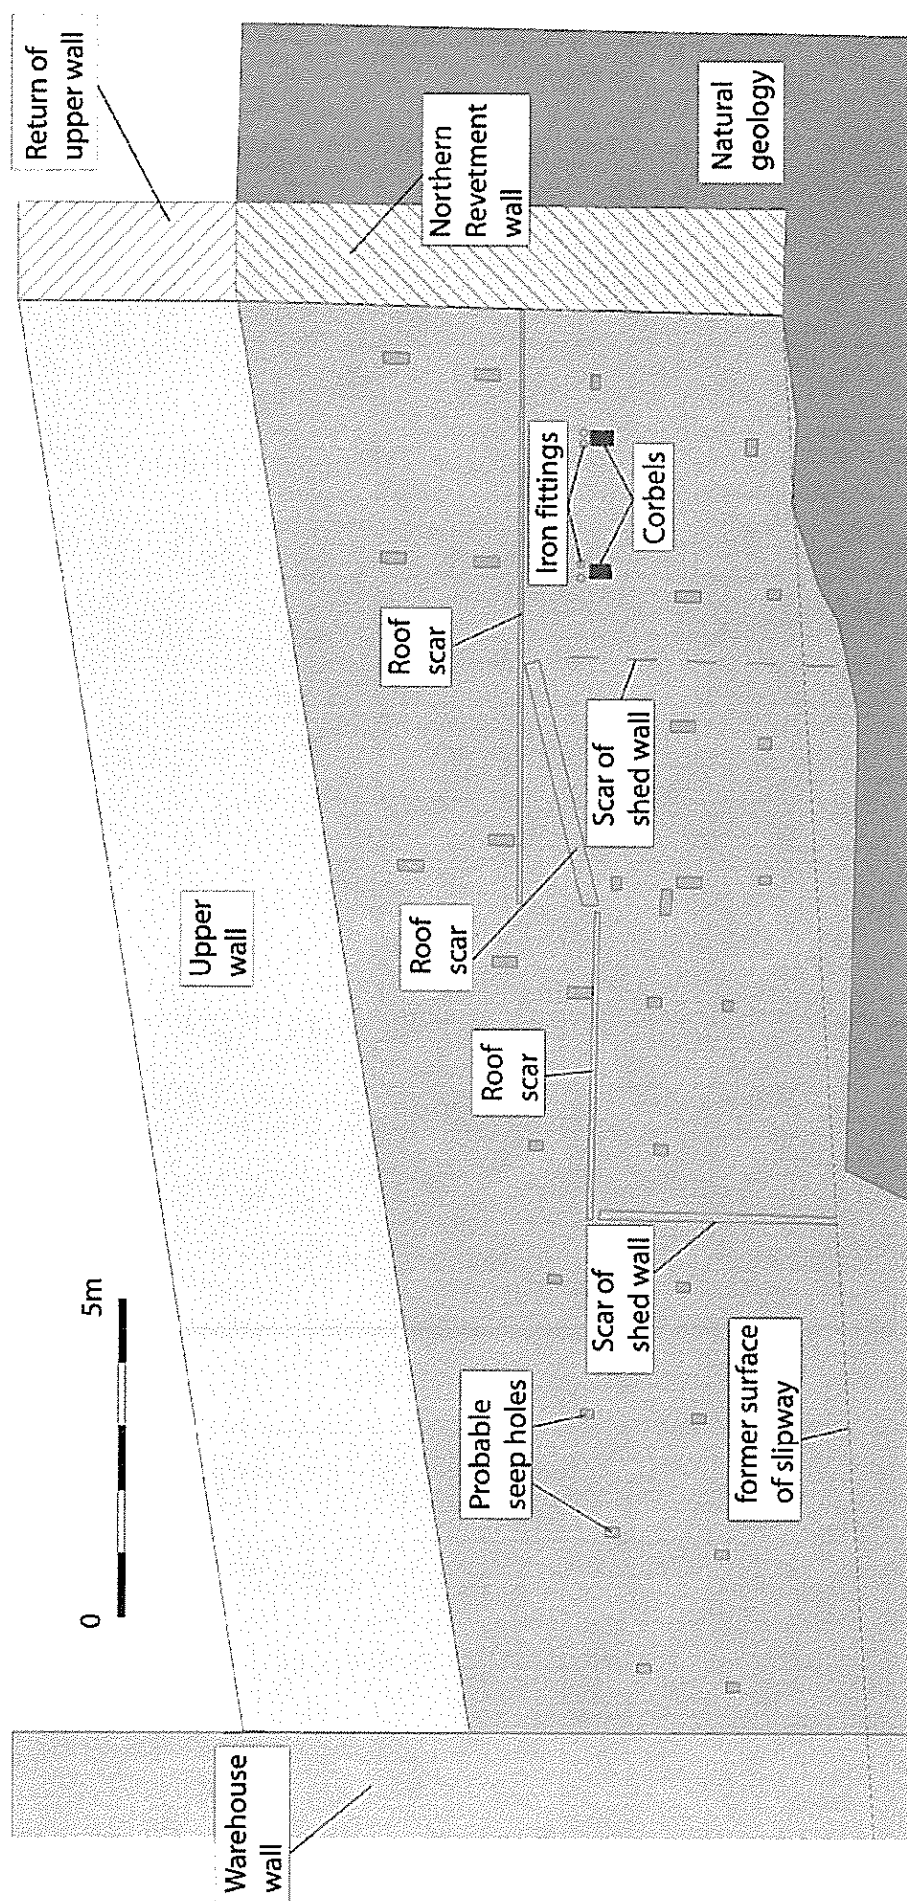 Return of
upper wall
Northern
Revetment
wall
Natural
geology
Iron fittings
Corbels
Roof
scar
Scar of
shed wall
Upper
wall
Roof
scar
Roof
scar
0
5m
Scar of
shed wall
Probable
seep holes
former surface
of slipway
Warehouse
wall